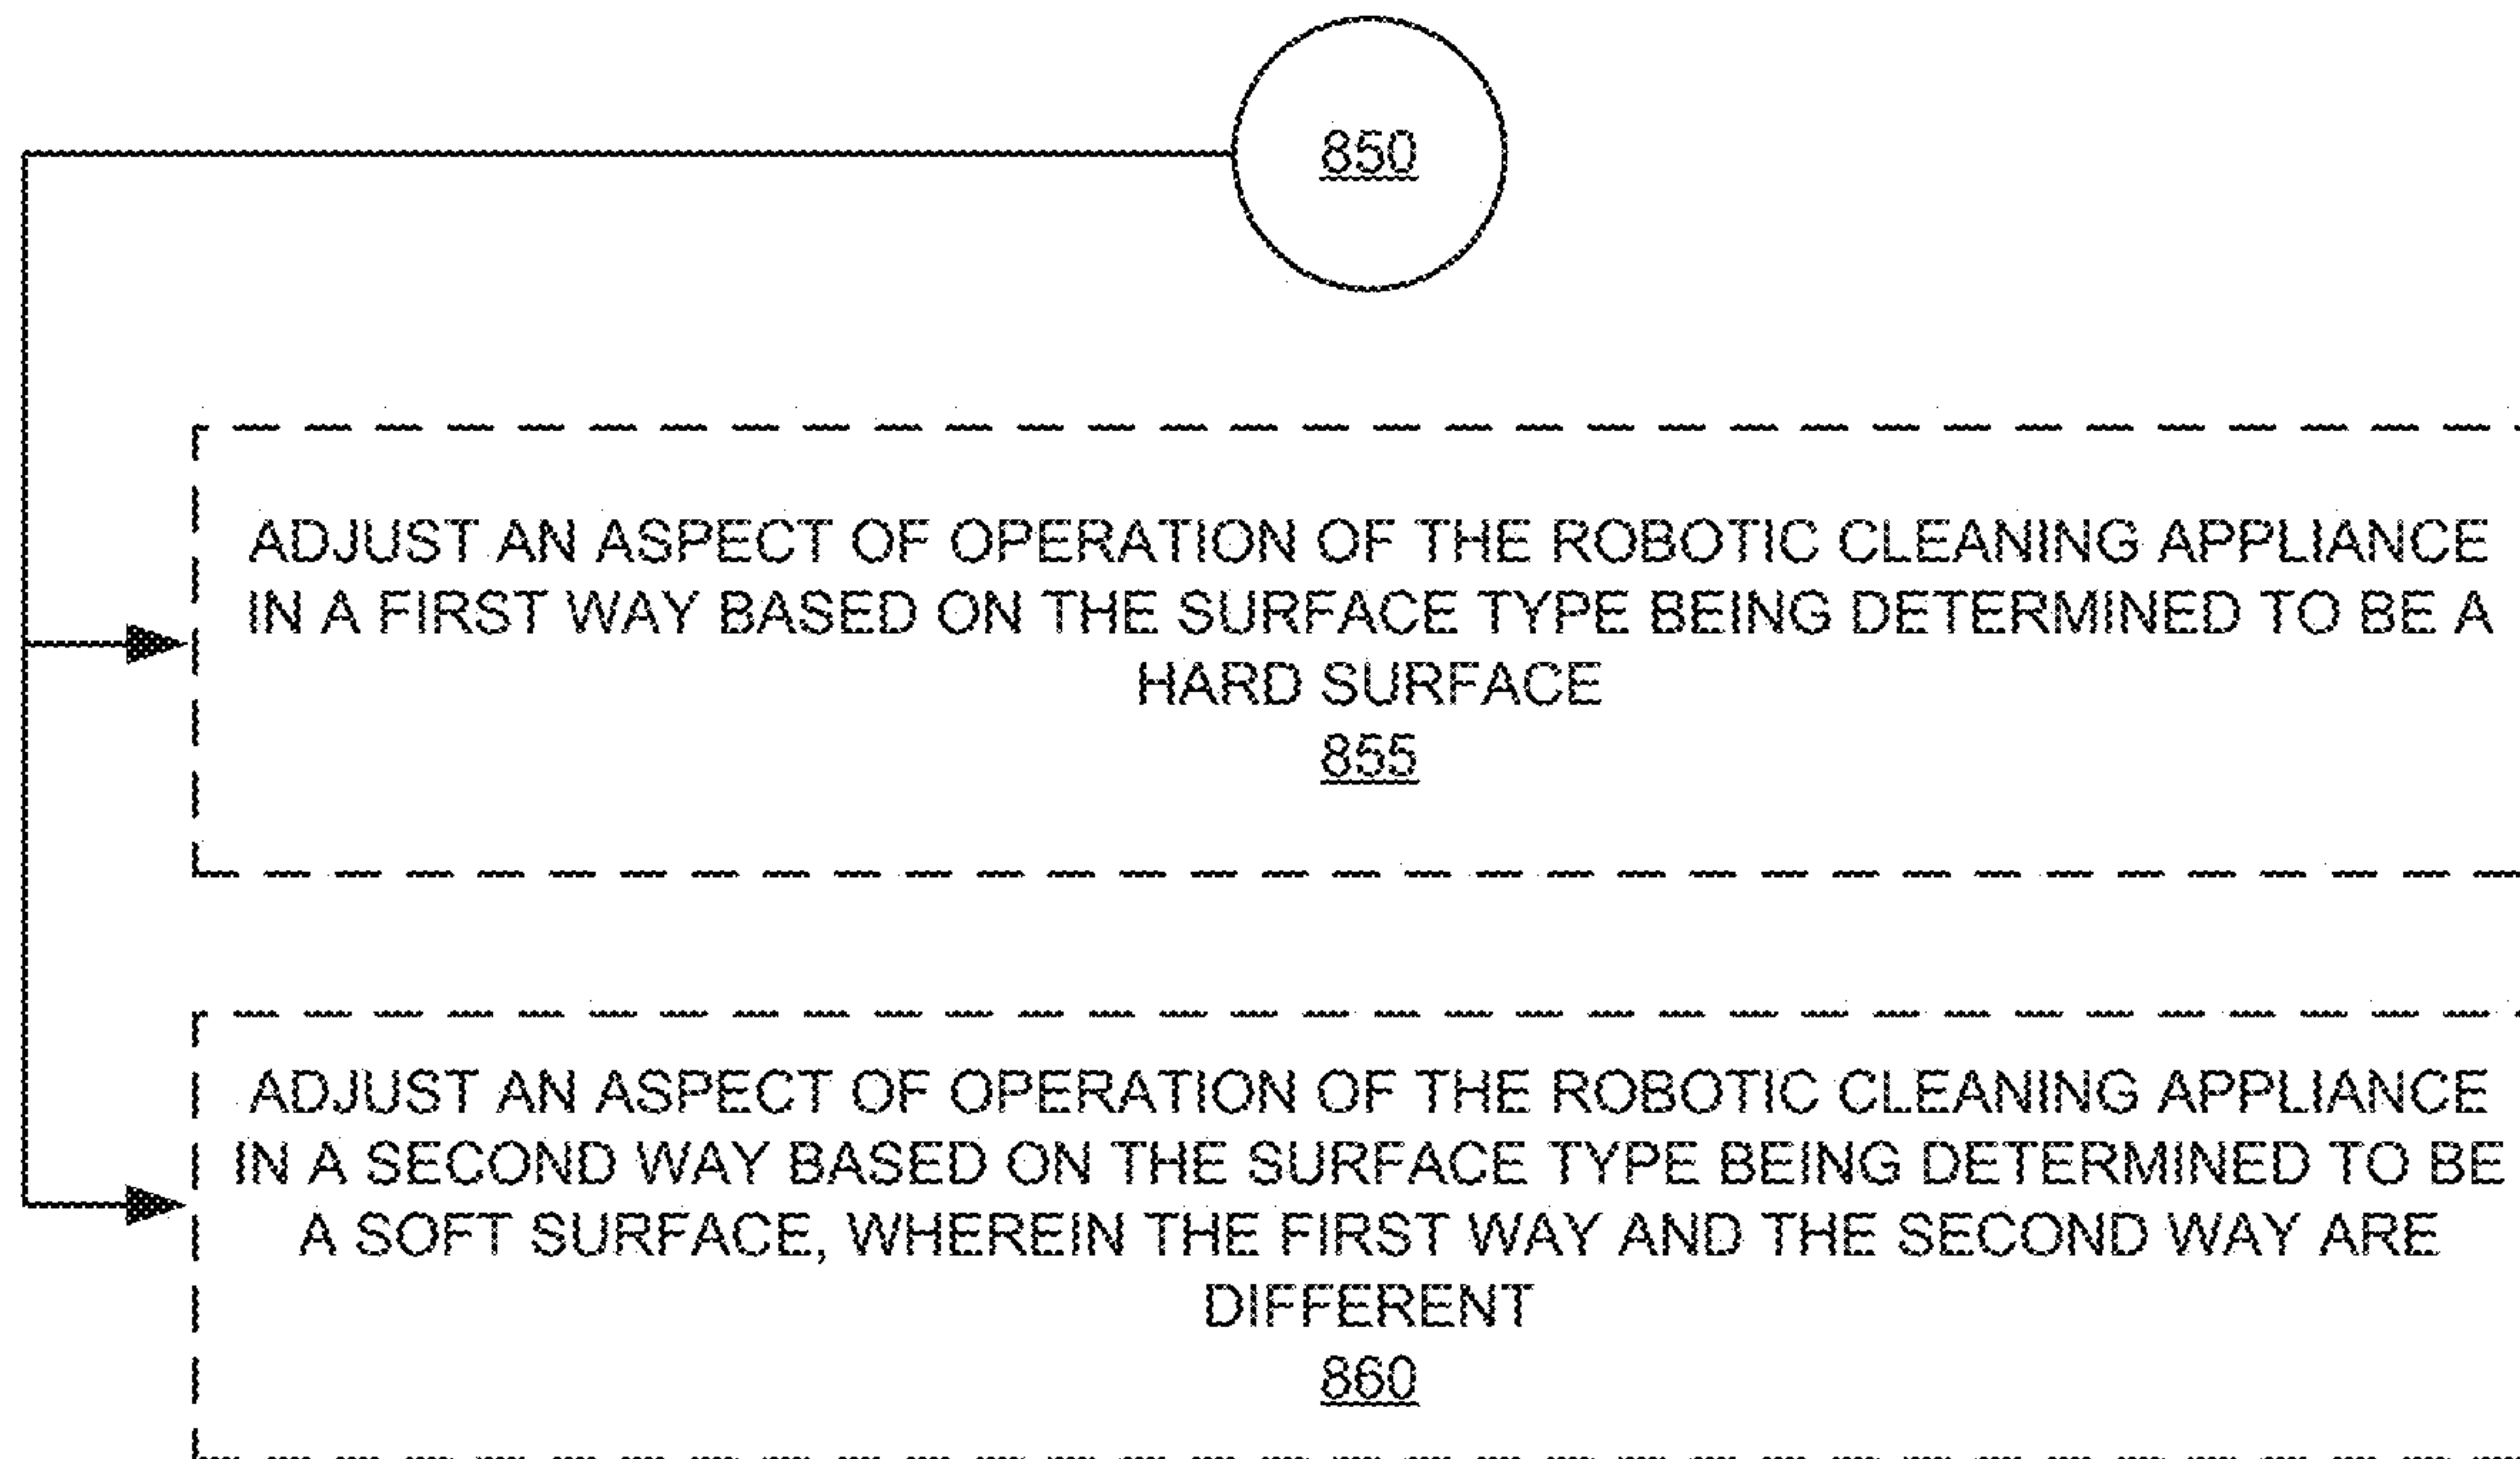 850
ADJUST AN ASPECT OF OPERATION OF THE ROBOTIC CLEANING APPLIANCE
IN A FIRST WAY BASED ON THE SURFACE TYPE BEING DETERMINED TO BE A
HARD SURFACE
855
ADJUST AN ASPECT OF OPERATION OF THE ROBOTIC CLEANING APPLIANCE
IN A SECOND WAY BASED ON THE SURFACE TYPE BEING DETERMINED TO BE
A SOFT SURFACE, WHEREIN THE FIRST WAY AND THE SECOND WAY ARE
DIFFERENT
860